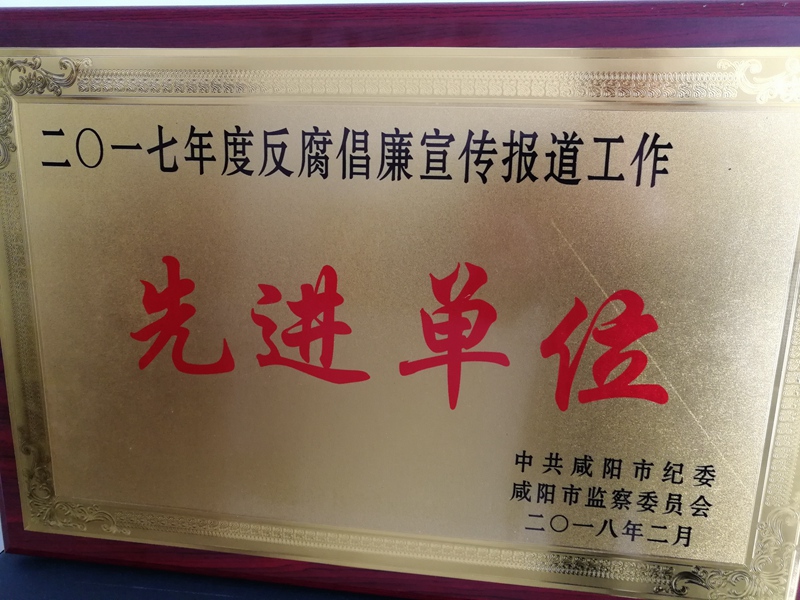 二〇一七年度反腐倡廉宣传报道工作
先进单位
中共咸阳市纪委
咸阳市监察委员会
二〇一八年二月